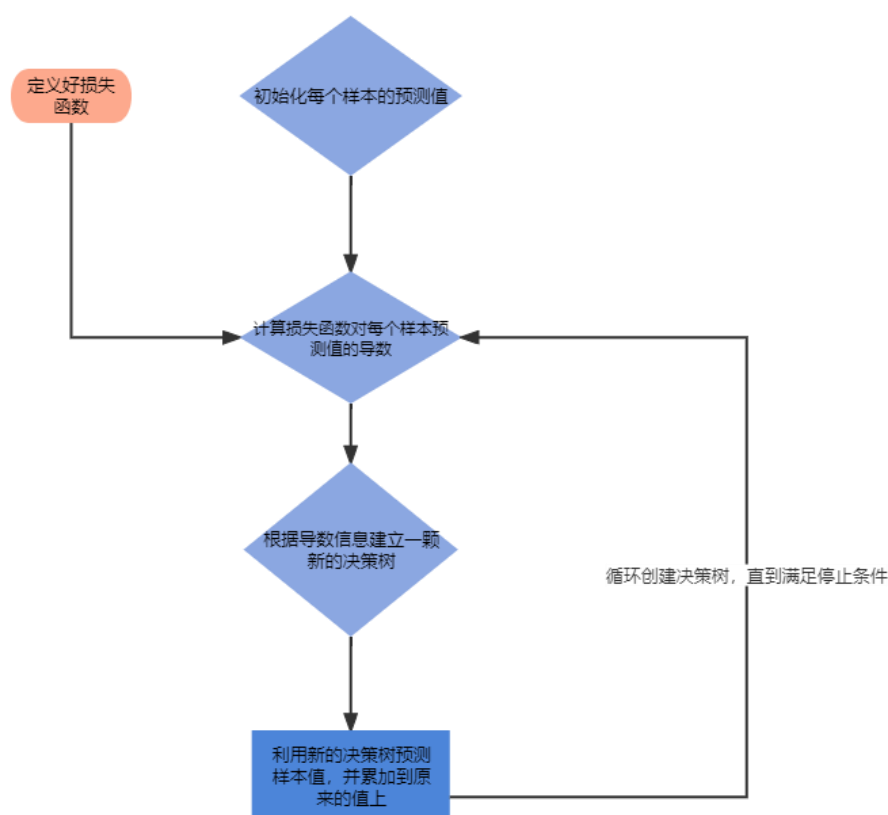 定义好损失
函数
初始化每个样本的预测值
计算损失函数对每个样本预
测值的导数
根据导数信息建立一颗
新的决策树
循环创建决策树，直到满足停止条件
利用新的决策树预测
样本值，并累加到原
来的值上